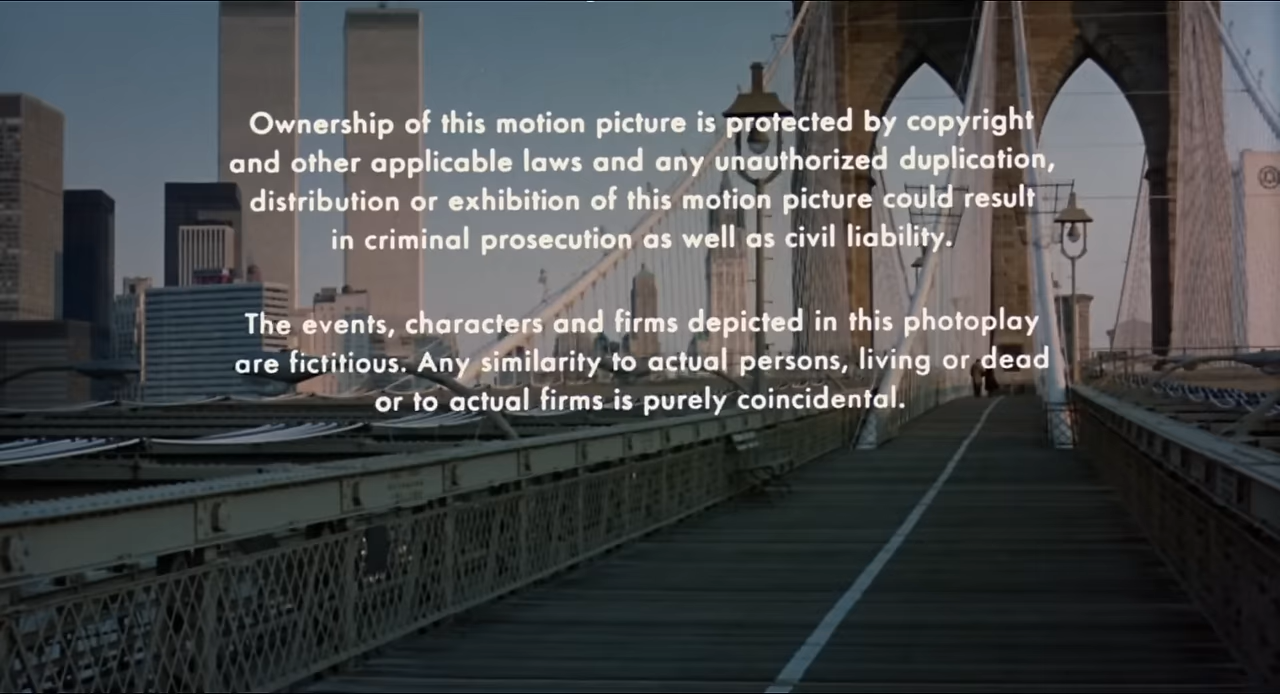 Ownership of this motion picture is protected by copyright
and other applicable laws and any unauthorized duplication,
distribution or exhibition of this motion picture could result
in criminal prosecution as well as civil liability.
The events, characters and firms depicted in this photoplay
are fictitious. Any similarity to actual persons, living or dead
or to actual firms is purely coincidental.